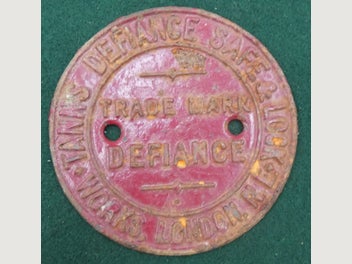 TANN'S DEFIANCE SAFE & LOCK
WORKS LONDON. N
TRADE MARK
DEFIANCE